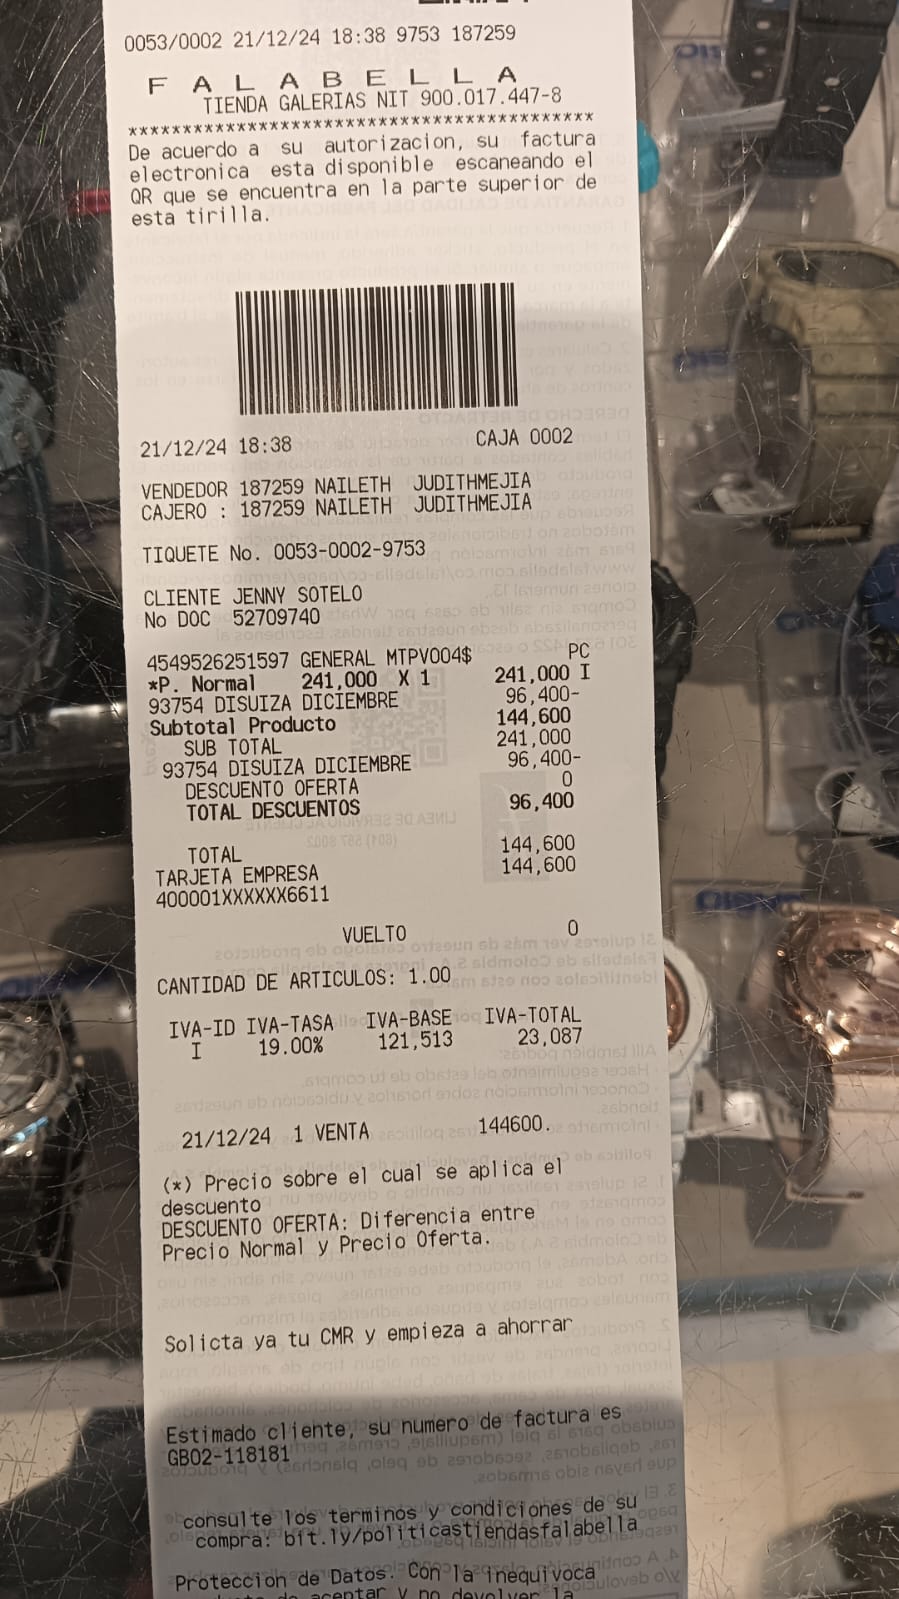 0053/0002 21/12/24 18:38 9753 187259
F A L A B E L L A
TIENDA GALERIAS NIT 900.017.447-8
*******************************************
De acuerdo a su autorizacion, su factura
electronica esta disponible escaneando el
QR que se encuentra en la parte superior de
esta tirilla.
21/12/24 18:38 CAJA 0002
VENDEDOR 187259 NAILETH JUDITHMEJIA
CAJERO : 187259 NAILETH JUDITHMEJIA
TIQUETE No. 0053-0002-9753
CLIENTE JENNY SOTELO
No DOC 52709740
4549526251597 GENERAL MTPV004$ PC
*P. Normal 241,000 X 1 241,000 I
93754 DISUIZA DICIEMBRE 96,400-
Subtotal Producto 144,600
SUB TOTAL 241,000
93754 DISUIZA DICIEMBRE 96,400-
DESCUENTO OFERTA 0
TOTAL DESCUENTOS 96,400
TOTAL 144,600
TARJETA EMPRESA 144,600
400001XXXXXX6611
VUELTO 0
CANTIDAD DE ARTICULOS: 1.00
IVA-ID IVA-TASA IVA-BASE IVA-TOTAL
I 19.00% 121,513 23,087
21/12/24 1 VENTA 144600.
(*) Precio sobre el cual se aplica el
descuento
DESCUENTO OFERTA: Diferencia entre
Precio Normal y Precio Oferta.
Solicta ya tu CMR y empieza a ahorrar
Estimado cliente, su numero de factura es
GB02-118181
consulte los terminos y condiciones de su
compra: bit.ly/politicastiendasfalabella
Proteccion de Datos. Con la inequivoca
aceptar y no devolver la